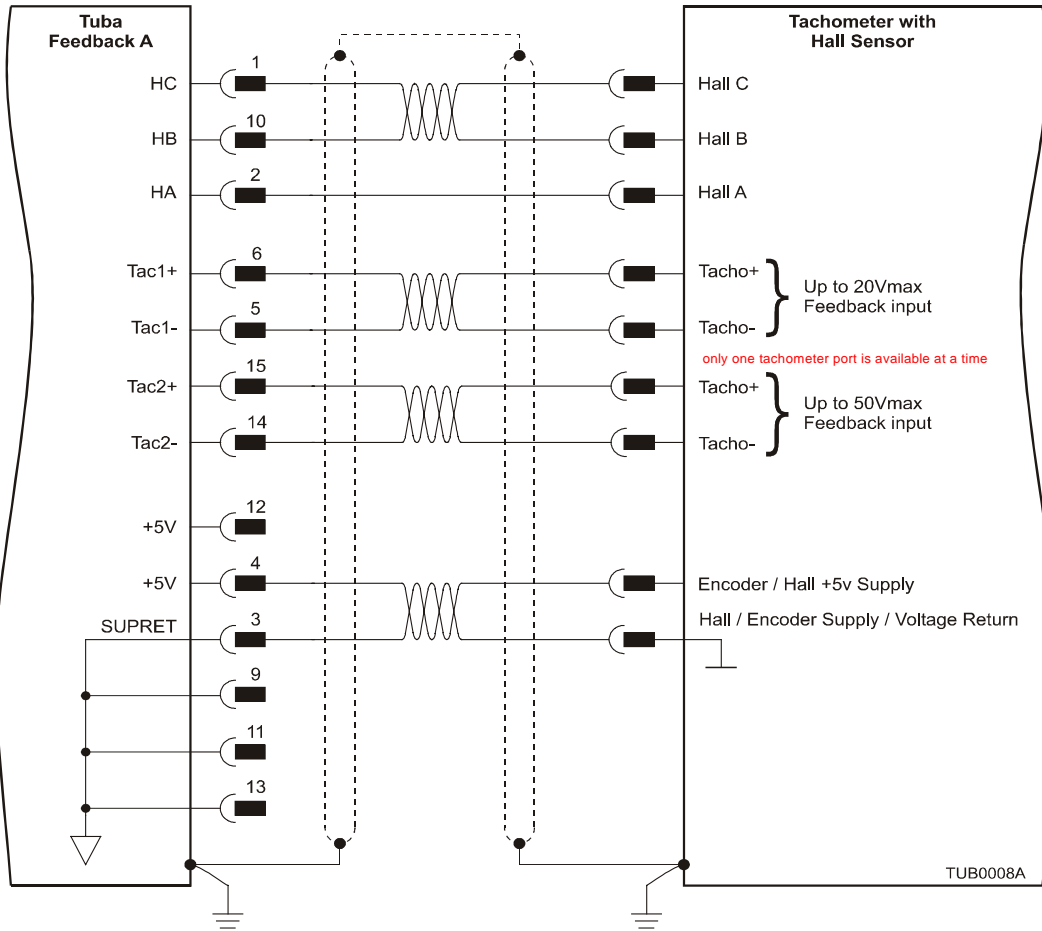 Tuba
Feedback A
Tachometer with
Hall Sensor
HC 1 Hall C
HB 10 Hall B
HA 2 Hall A
Tac1+ 6 Tacho+
Up to 20Vmax
Feedback input
Tac1- 5 Tacho-
only one tachometer port is available at a time
Tac2+ 15 Tacho+
Up to 50Vmax
Feedback input
Tac2- 14 Tacho-
+5V 12
+5V 4 Encoder / Hall +5v Supply
SUPRET 3 Hall / Encoder Supply / Voltage Return
9
11
13
TUB0008A